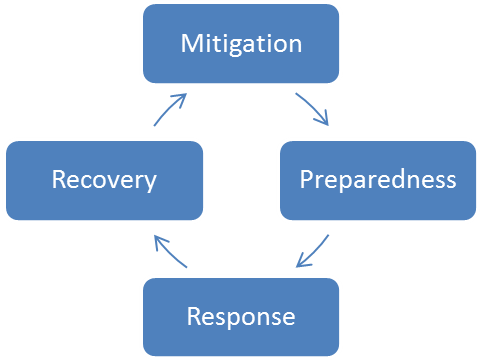 Mitigation
Recovery
Preparedness
Response